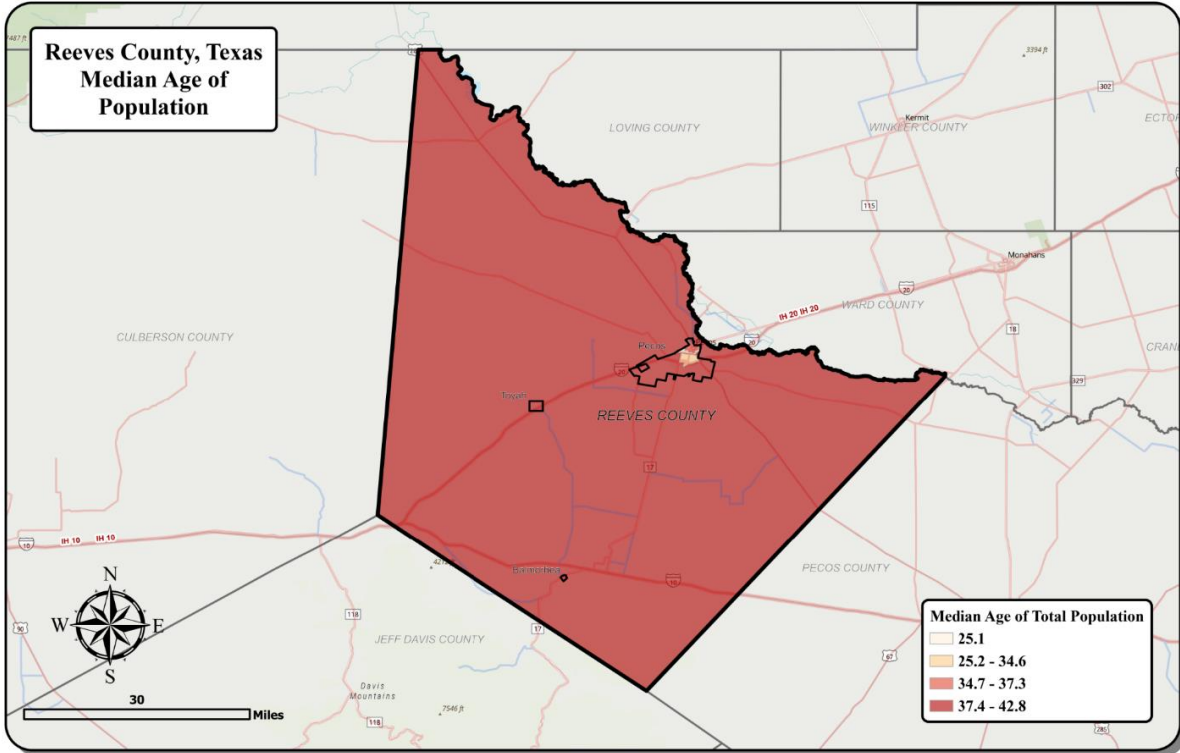 1487 ft
Reeves County, Texas
Median Age of
Population
3394 ft
302
LOVING COUNTY
Kermit
WINKLER COUNTY
ECTOR
115
Monahans
20
IH 20 IH 20
WARD COUNTY
18
CULBERSON COUNTY
Pecos
20
20
CRANE
329
Toyah
REEVES COUNTY
17
IH 10 IH 10
10
Balmorhea
10
PECOS COUNTY
N
W
E
S
90
118
JEFF DAVIS COUNTY
17
67
Davis
Mountains
7546 ft
118
285
30
Miles
Median Age of Total Population
25.1
25.2 - 34.6
34.7 - 37.3
37.4 - 42.8